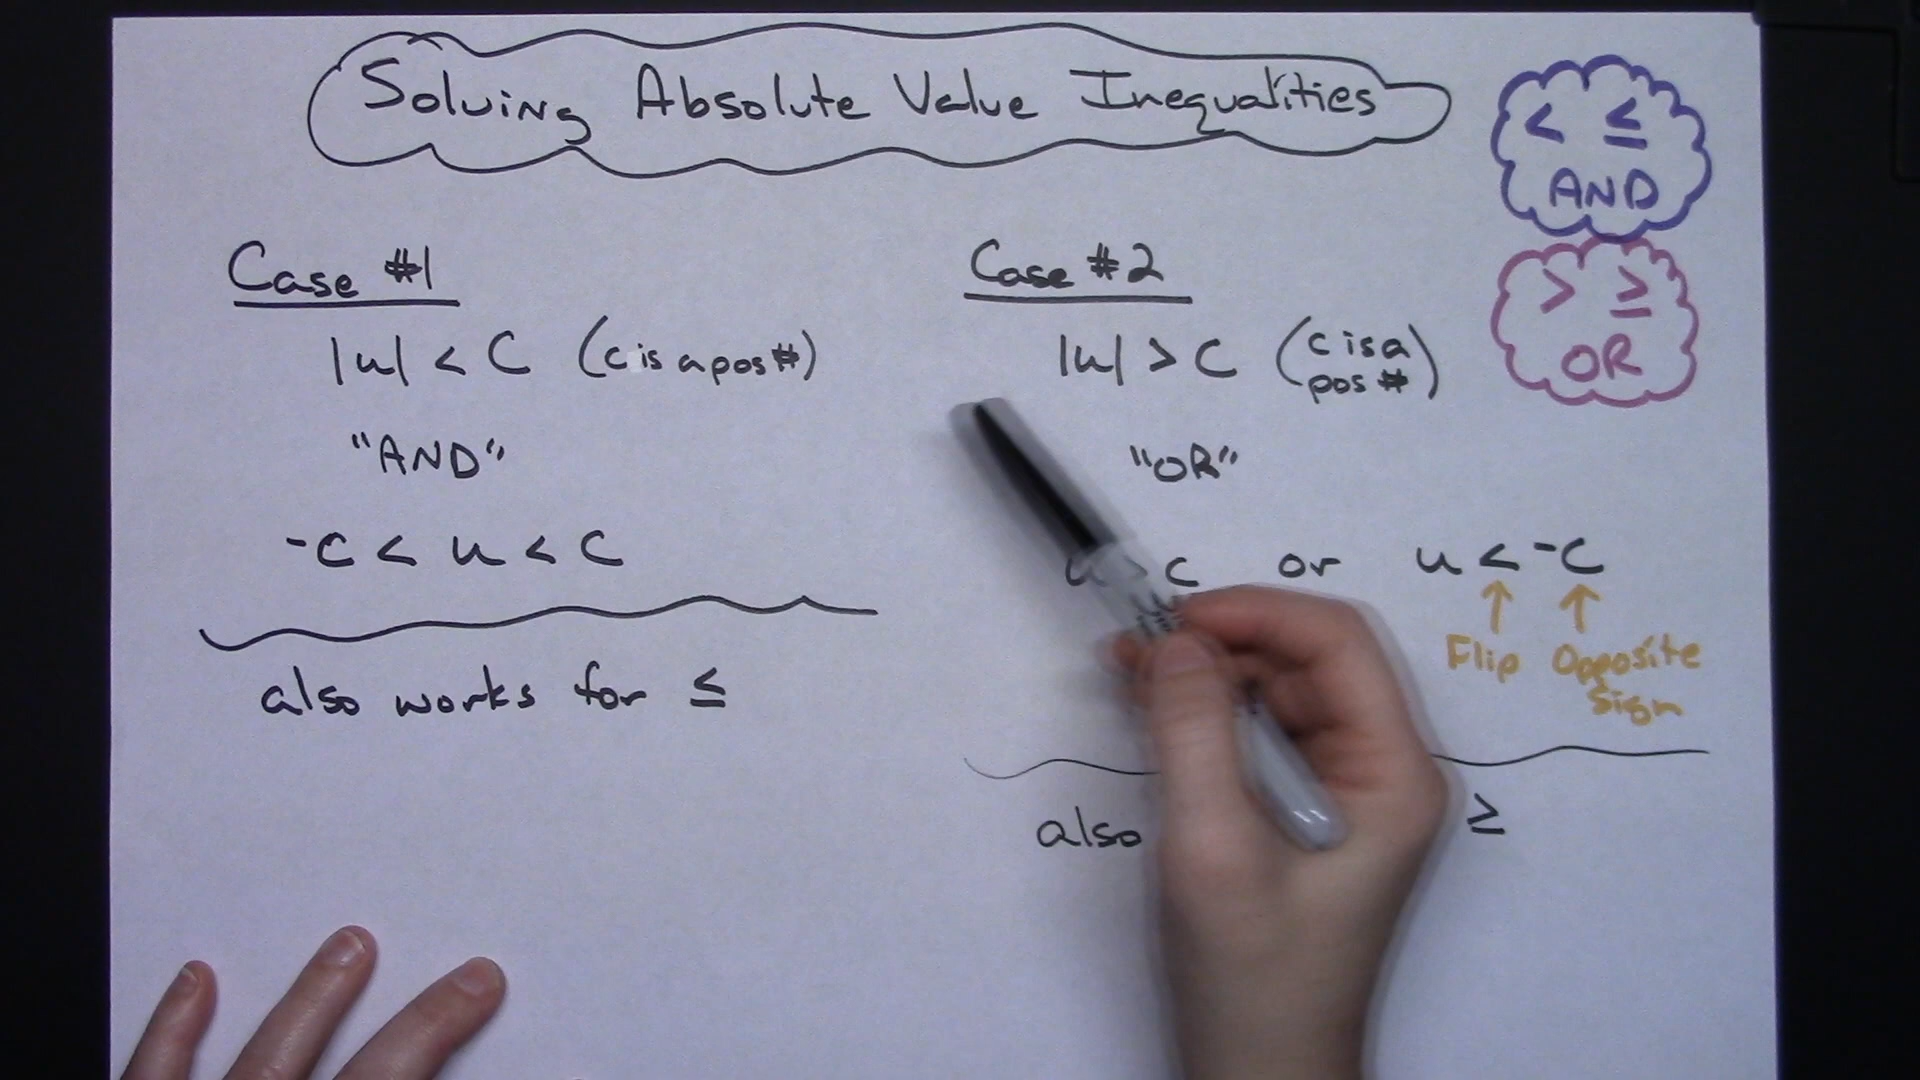 Solving Absolute Value Inequalities
< ≤
AND
> ≥
OR
Case #1
|u| < C (c is a pos #)
"AND"
-c < u < c
also works for ≤
Case #2
|u| > C (c is a
pos #)
"OR"
u > c or u < -c
↑ ↑
Flip Opposite
Sign
also ≥